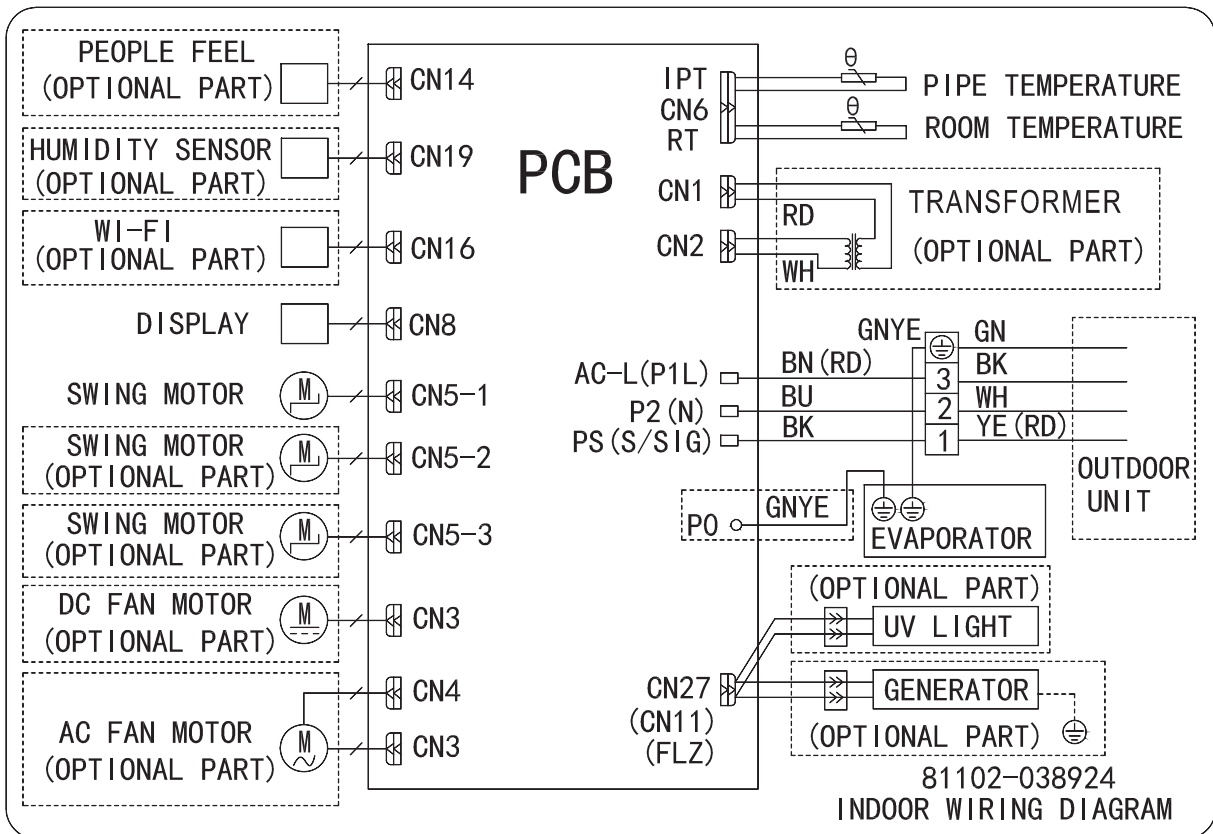 PEOPLE FEEL
(OPTIONAL PART)
CN14
HUMIDITY SENSOR
(OPTIONAL PART)
CN19
WI-FI
(OPTIONAL PART)
CN16
DISPLAY
CN8
SWING MOTOR
M
CN5-1
SWING MOTOR
(OPTIONAL PART)
M
CN5-2
SWING MOTOR
(OPTIONAL PART)
M
CN5-3
DC FAN MOTOR
(OPTIONAL PART)
M
CN3
AC FAN MOTOR
(OPTIONAL PART)
M
CN4
CN3
PCB
IPT
CN6
RT
θ
PIPE TEMPERATURE
θ
ROOM TEMPERATURE
CN1
RD
CN2
WH
TRANSFORMER
(OPTIONAL PART)
AC-L(P1L)
BN(RD)
P2(N)
BU
PS(S/SIG)
BK
GNYE
3
2
1
GN
BK
WH
YE(RD)
OUTDOOR
UNIT
P0
GNYE
EVAPORATOR
(OPTIONAL PART)
UV LIGHT
CN27
(CN11)
(FLZ)
GENERATOR
(OPTIONAL PART)
81102-038924
INDOOR WIRING DIAGRAM